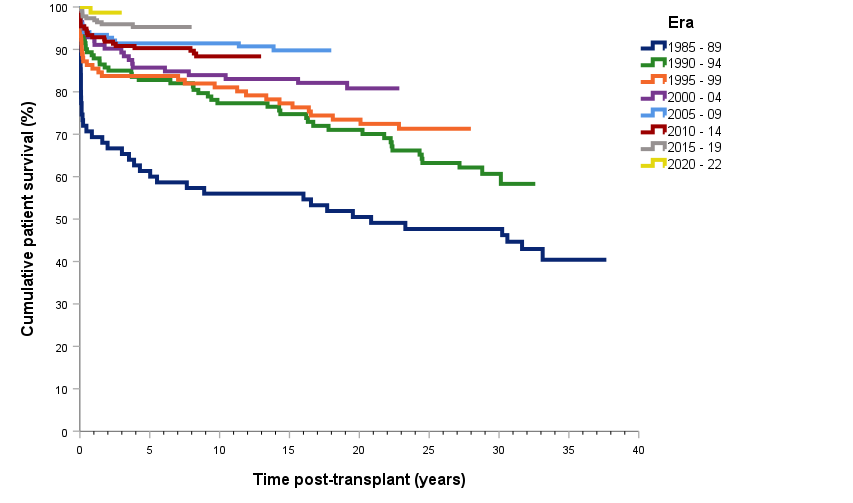 Era
1985 - 89
1990 - 94
1995 - 99
2000 - 04
2005 - 09
2010 - 14
2015 - 19
2020 - 22
Cumulative patient survival (%)
100
90
80
70
60
50
40
30
20
10
0
0 5 10 15 20 25 30 35 40
Time post-transplant (years)